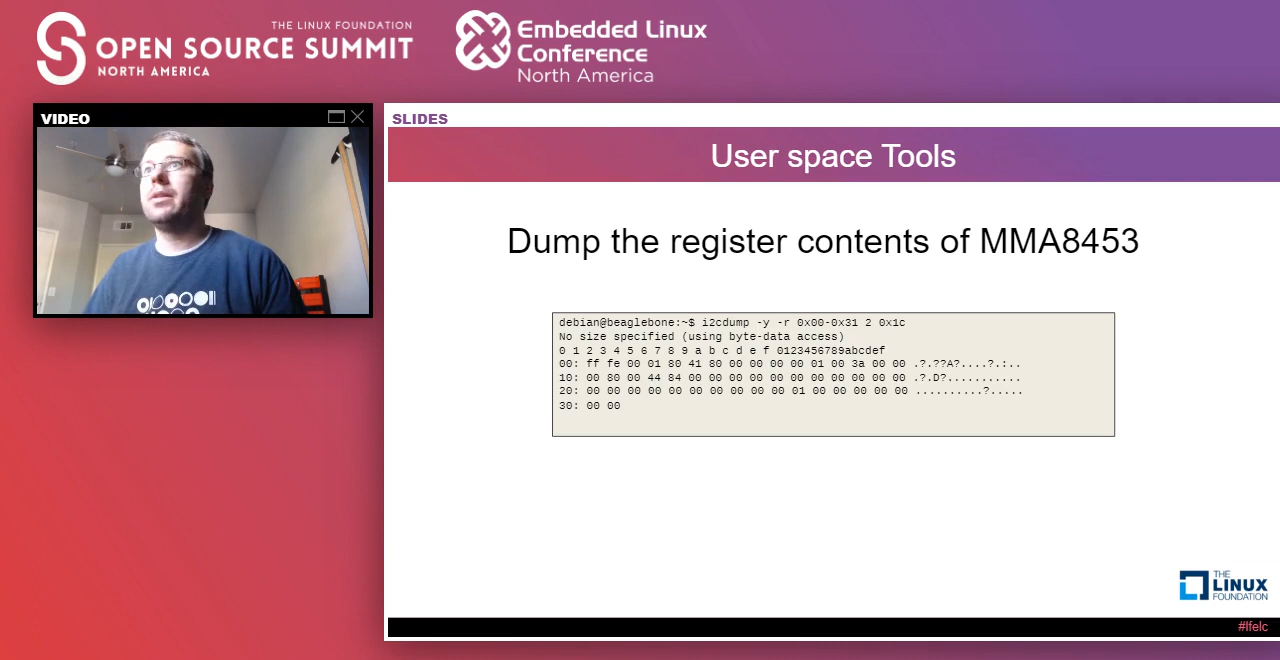 THE LINUX FOUNDATION
OPEN SOURCE SUMMIT
NORTH AMERICA
Embedded Linux
Conference
North America
VIDEO
SLIDES
User space Tools
Dump the register contents of MMA8453
debian@beaglebone:~$ i2cdump -y -r 0x00-0x31 2 0x1c
No size specified (using byte-data access)
0 1 2 3 4 5 6 7 8 9 a b c d e f 0123456789abcdef
00: ff fe 00 01 80 41 80 00 00 00 00 01 00 3a 00 00 .?.??A?....?.:..
10: 00 80 00 44 84 00 00 00 00 00 00 00 00 00 00 00 .?.D?...........
20: 00 00 00 00 00 00 00 00 00 00 01 00 00 00 00 00 ..........?.....
30: 00 00
THE
LINUX
FOUNDATION
#lfelc